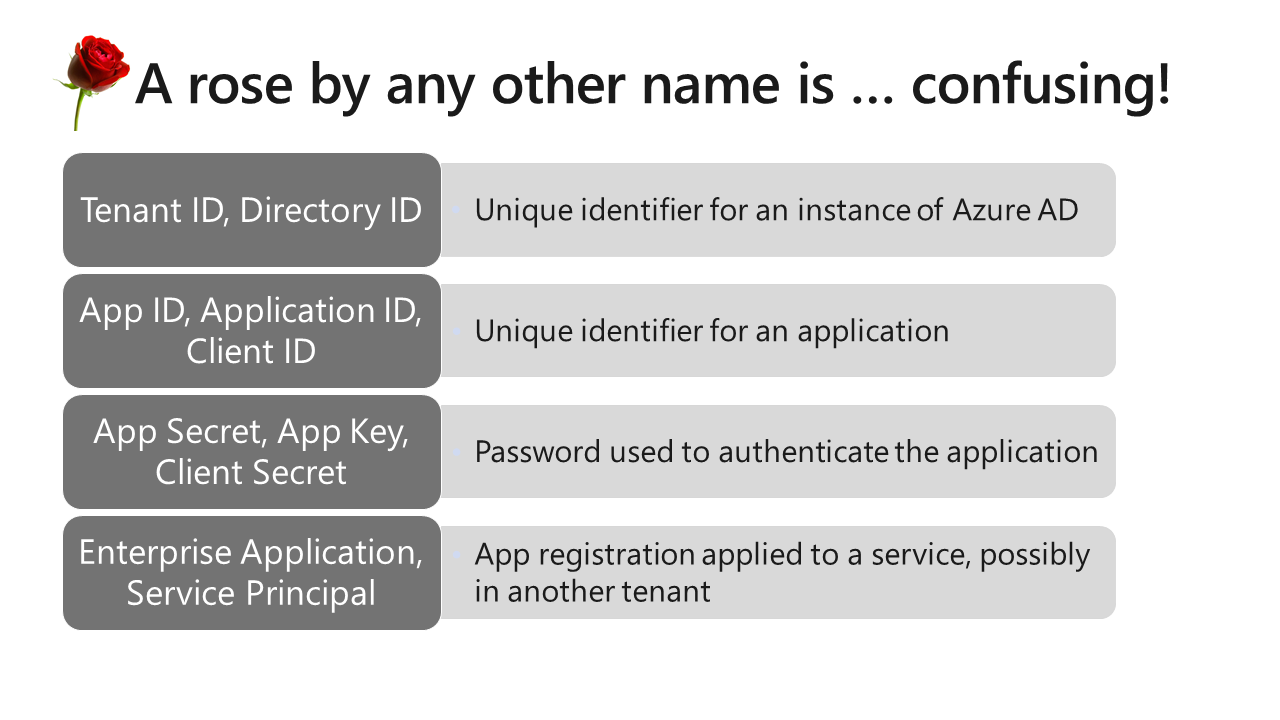 A rose by any other name is … confusing!
Tenant ID, Directory ID
Unique identifier for an instance of Azure AD
App ID, Application ID,
Client ID
Unique identifier for an application
App Secret, App Key,
Client Secret
Password used to authenticate the application
Enterprise Application,
Service Principal
App registration applied to a service, possibly
in another tenant